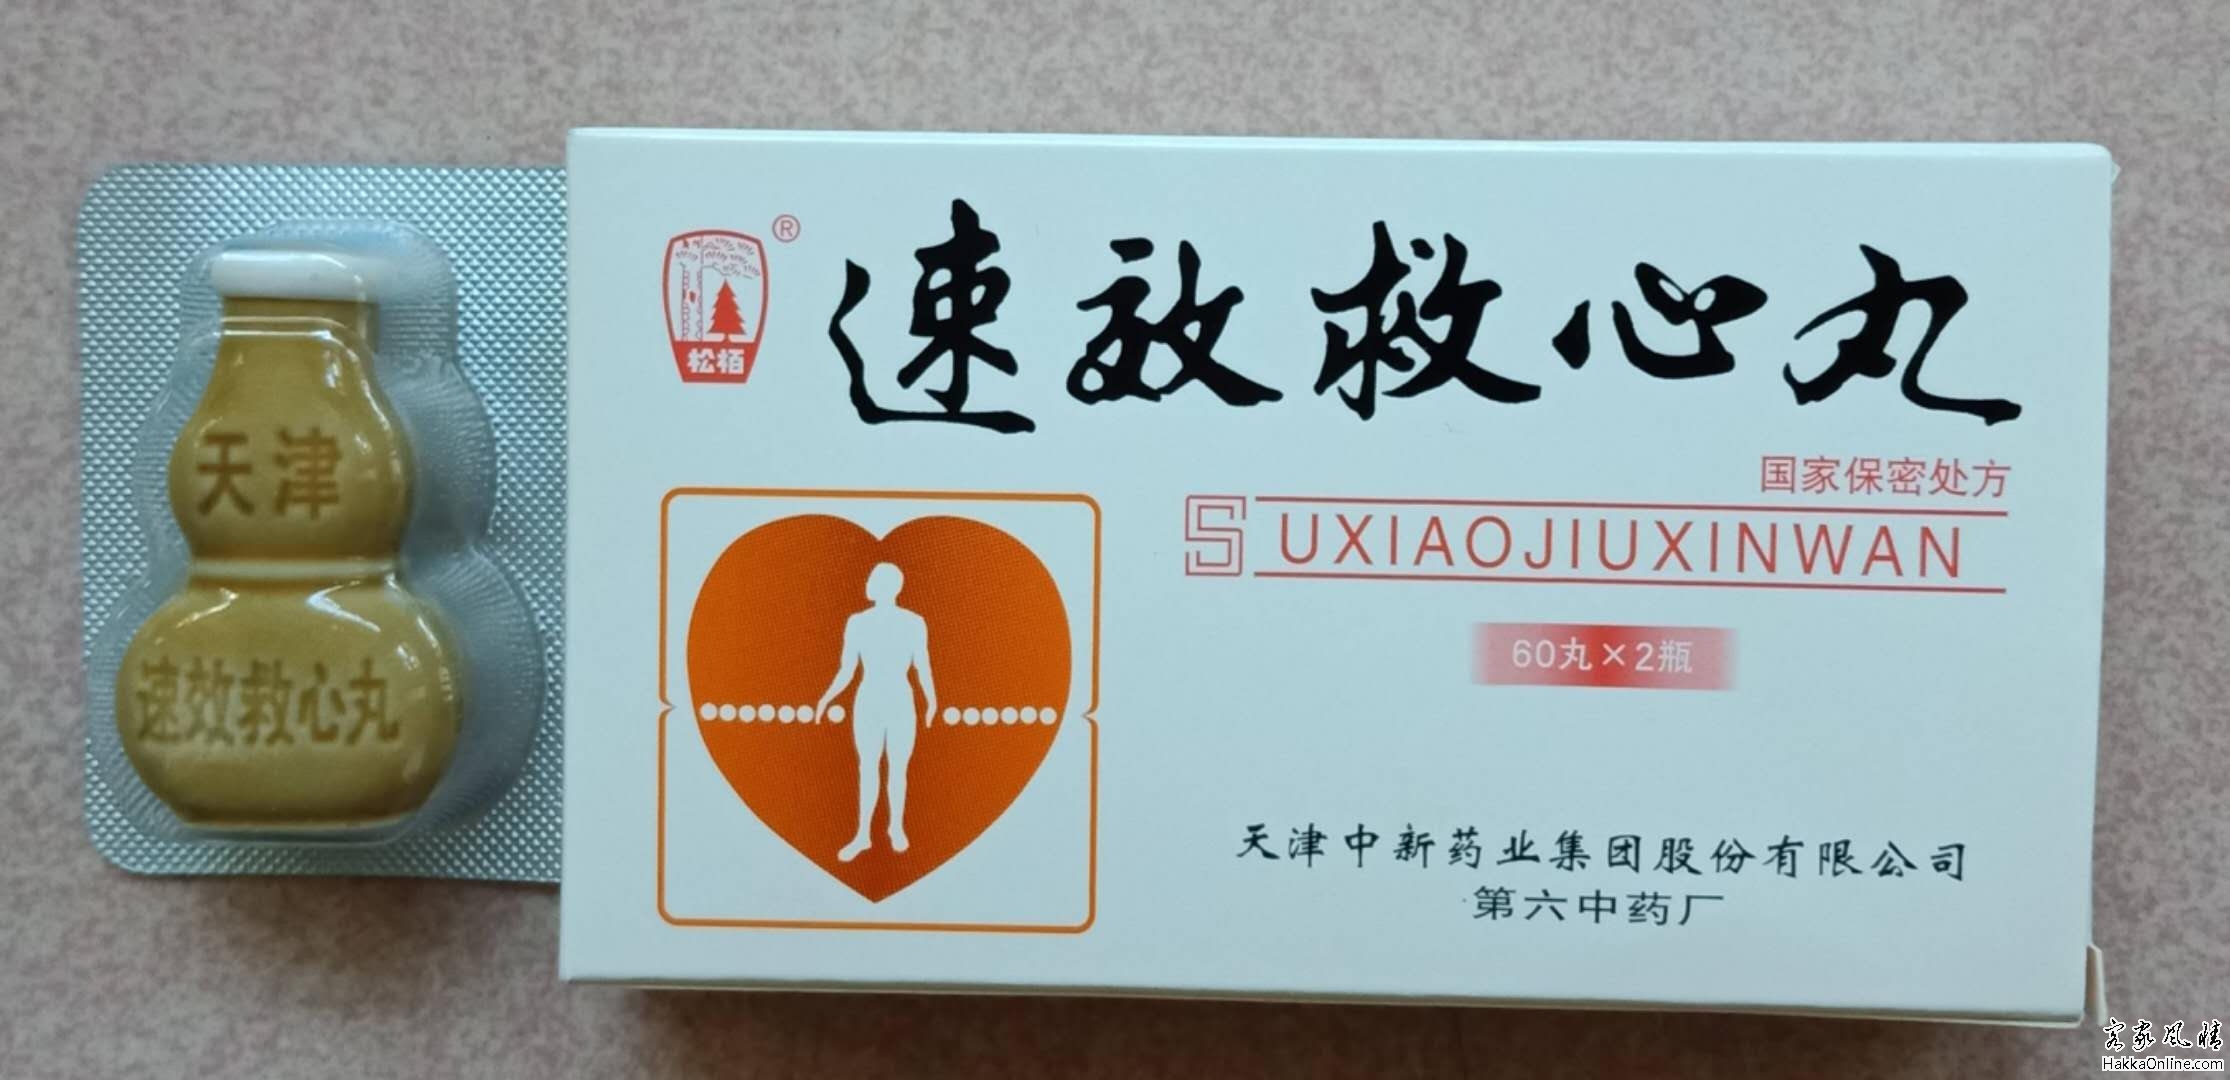 天津
速效救心丸
®
松栢
速效救心丸
国家保密处方
SUXIAOJIUXINWAN
60丸×2瓶
天津中新药业集团股份有限公司
第六中药厂
客家风情
HakkaOnline.com